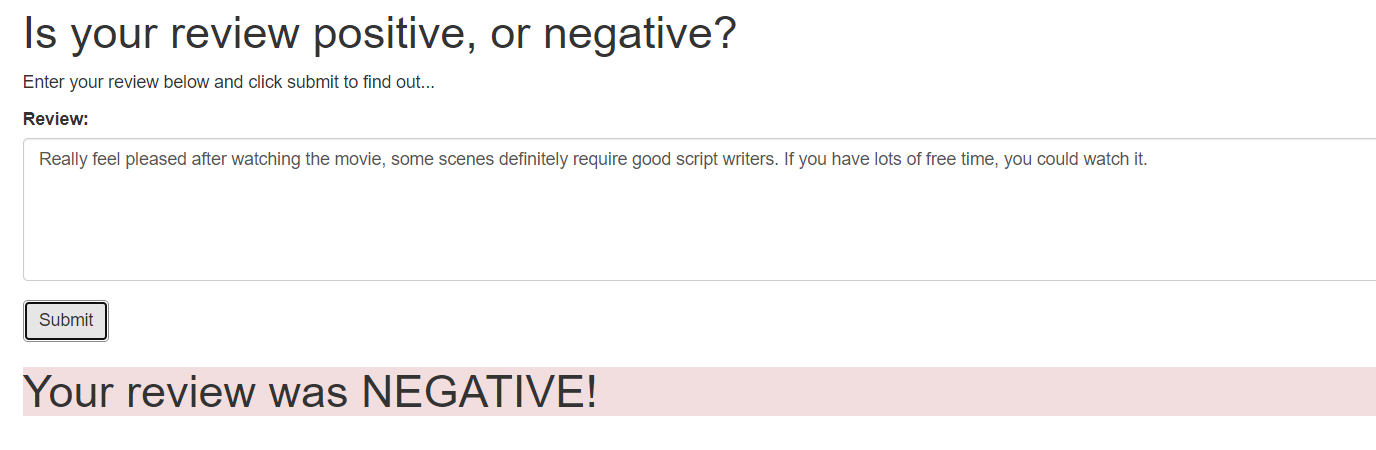 Is your review positive, or negative?
Enter your review below and click submit to find out...
Review:
Really feel pleased after watching the movie, some scenes definitely require good script writers. If you have lots of free time, you could watch it.
Submit
Your review was NEGATIVE!